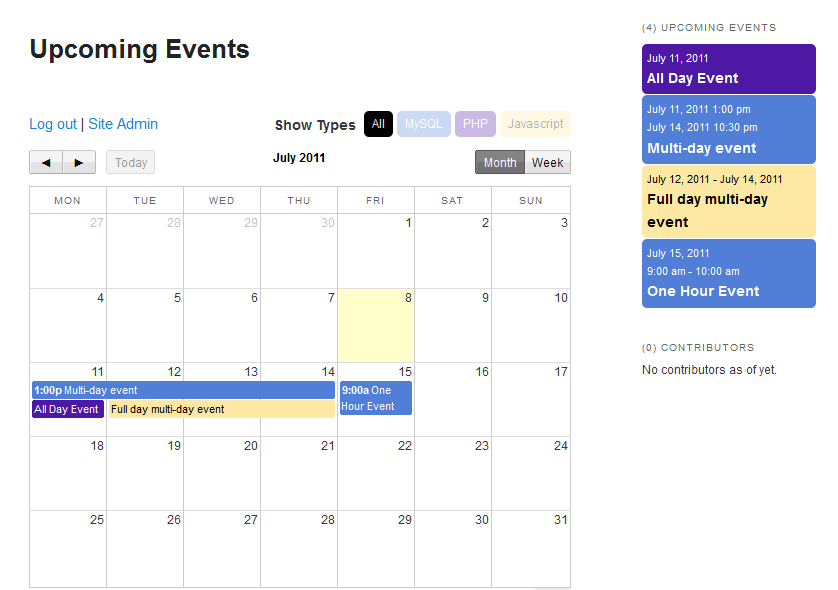 Upcoming Events
Log out | Site Admin
Show Types All MySQL PHP Javascript
◄ ► Today
July 2011
Month Week
MON TUE WED THU FRI SAT SUN
27 28 29 30 1 2 3
4 5 6 7 8 9 10
11 12 13 14 15 16 17
1:00p Multi-day event
9:00a One
Hour Event
All Day Event
Full day multi-day event
18 19 20 21 22 23 24
25 26 27 28 29 30 31
(4) UPCOMING EVENTS
July 11, 2011
All Day Event
July 11, 2011 1:00 pm
July 14, 2011 10:30 pm
Multi-day event
July 12, 2011 - July 14, 2011
Full day multi-day
event
July 15, 2011
9:00 am - 10:00 am
One Hour Event
(0) CONTRIBUTORS
No contributors as of yet.